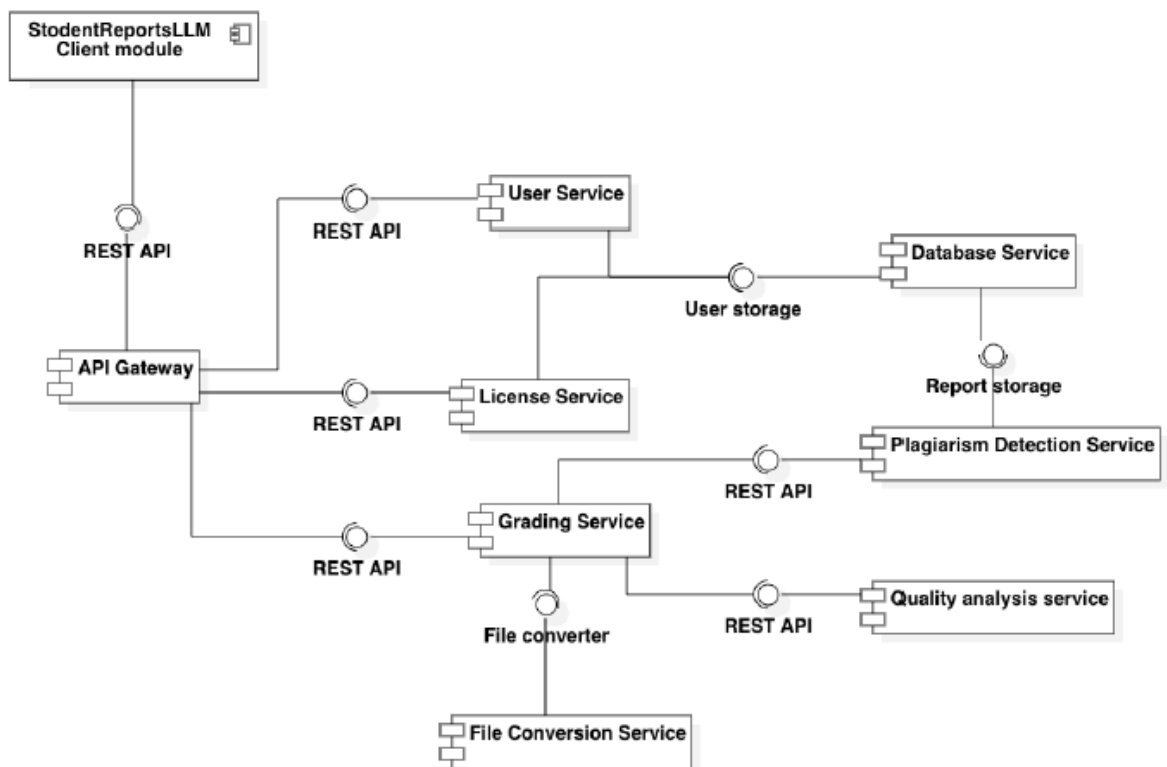 StodentReportsLLM
Client module
REST API
REST API
User Service
Database Service
User storage
API Gateway
REST API
License Service
Report storage
Plagiarism Detection Service
REST API
Grading Service
REST API
Quality analysis service
REST API
File converter
File Conversion Service